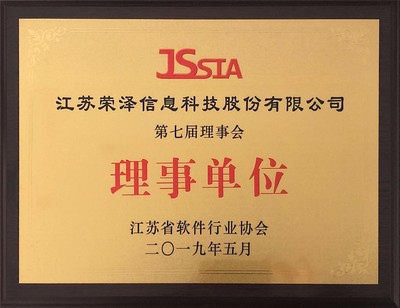 JSSIA
江苏荣泽信息科技股份有限公司
第七届理事会
理事单位
江苏省软件行业协会
二〇一九年五月